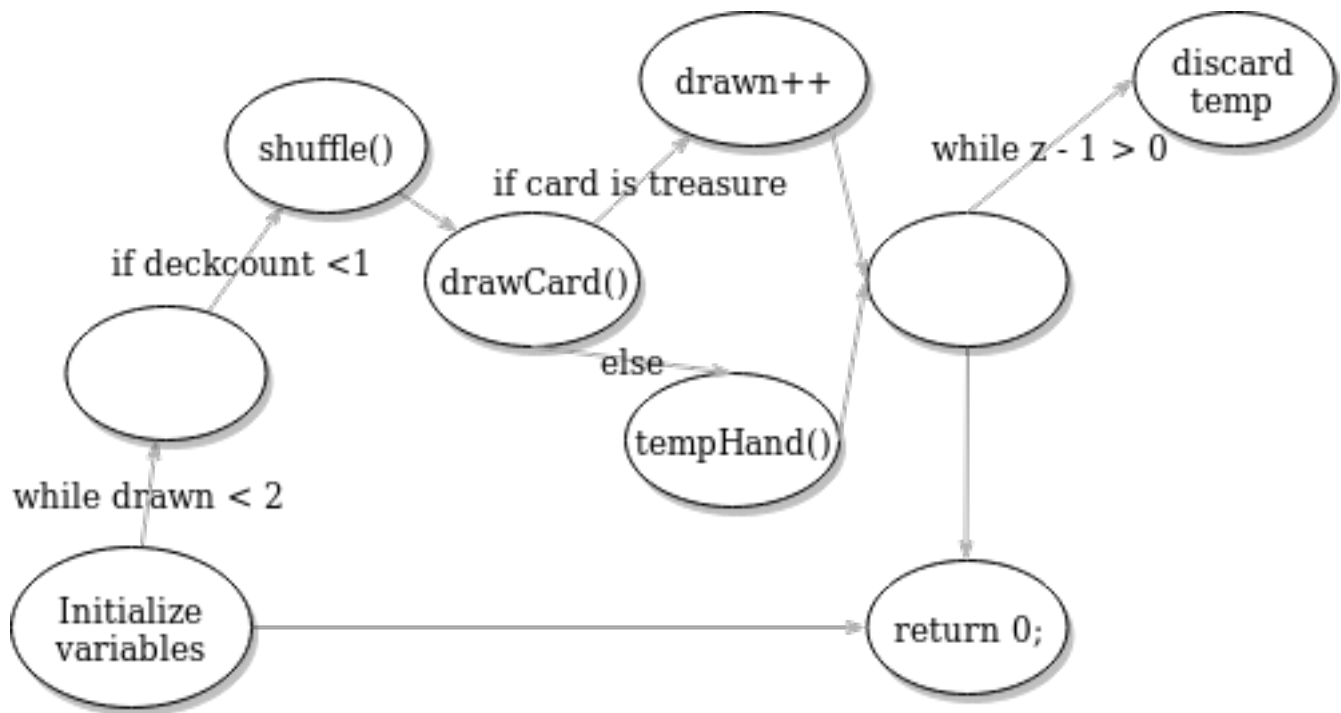 discard
temp
drawn++
shuffle()
while z - 1 > 0
if card is treasure
if deckcount <1
drawCard()
else
tempHand()
while drawn < 2
Initialize
variables
return 0;